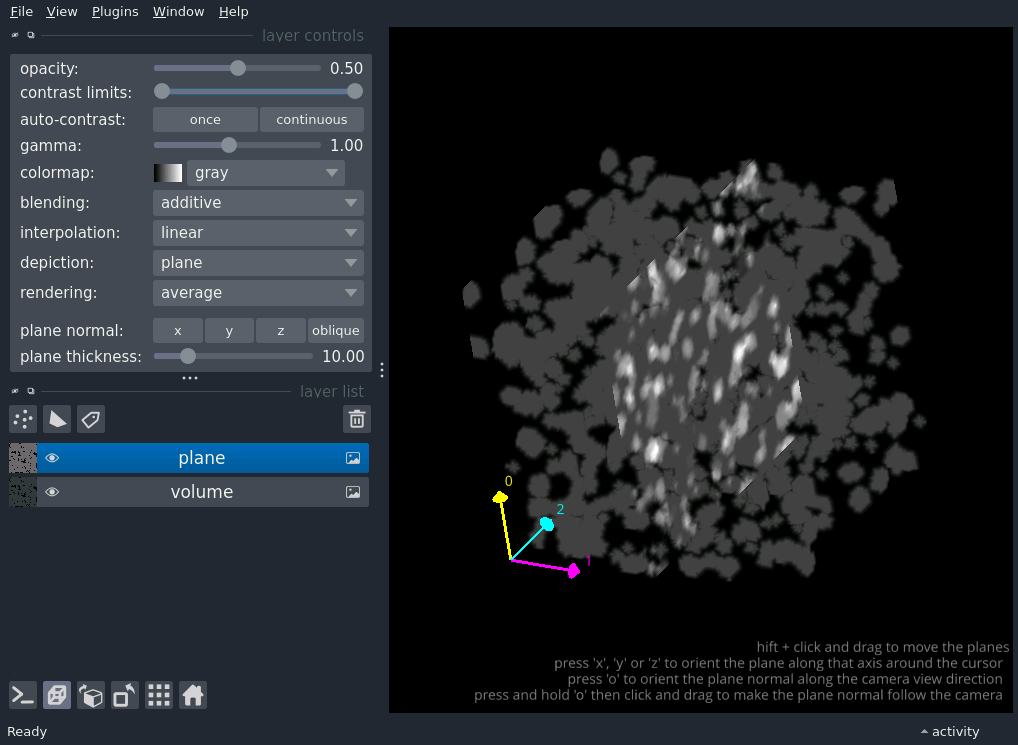 File View Plugins Window Help
layer controls
opacity: 0.50
contrast limits:
auto-contrast: once continuous
gamma: 1.00
colormap: gray
blending: additive
interpolation: linear
depiction: plane
rendering: average
plane normal: x y z oblique
plane thickness: 10.00
layer list
plane
volume
0
2
1
hift + click and drag to move the planes
press 'x', 'y' or 'z' to orient the plane along that axis around the cursor
press 'o' to orient the plane normal along the camera view direction
press and hold 'o' then click and drag to make the plane normal follow the camera
Ready activity